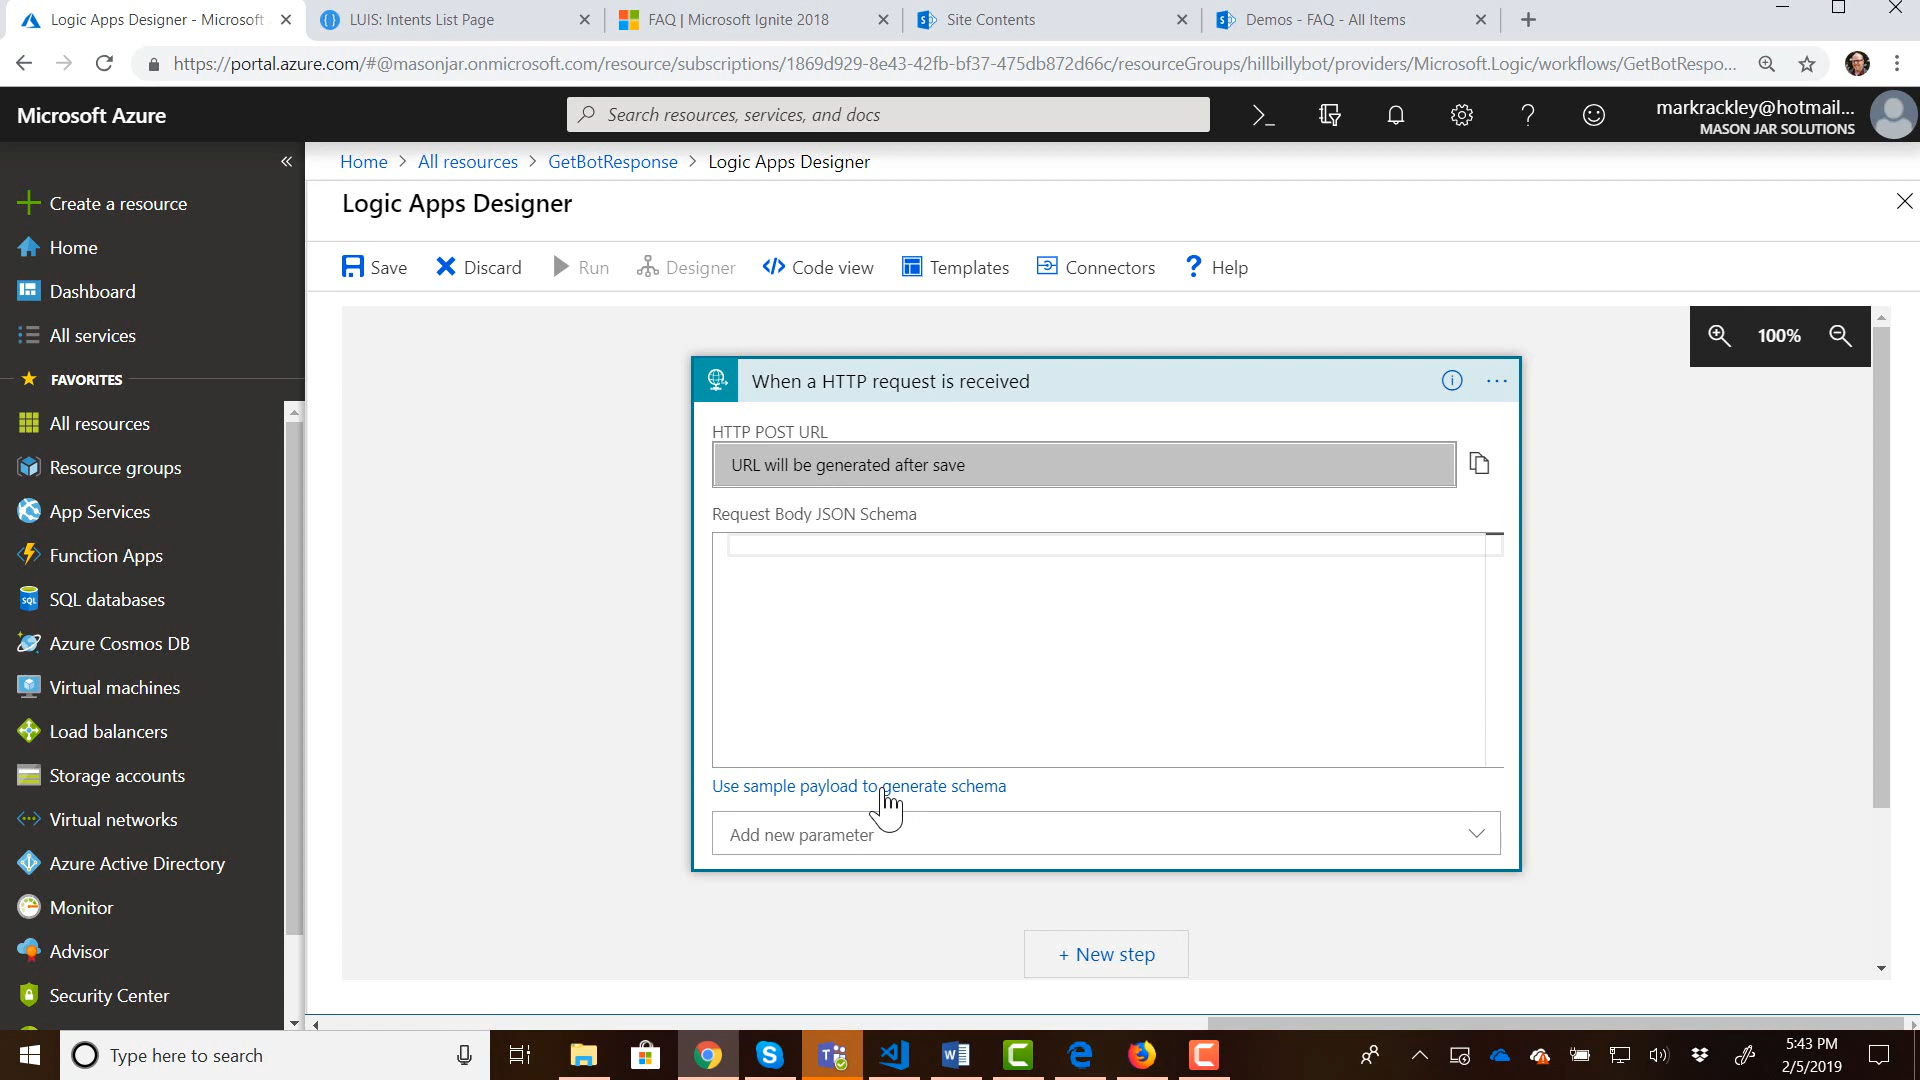 Logic Apps Designer - Microsoft
LUIS: Intents List Page
FAQ | Microsoft Ignite 2018
Site Contents
Demos - FAQ - All Items
https://portal.azure.com/#@masonjar.onmicrosoft.com/resource/subscriptions/1869d929-8e43-42fb-bf37-475db872d66c/resourceGroups/hillbillybot/providers/Microsoft.Logic/workflows/GetBotRespo...
Microsoft Azure
Search resources, services, and docs
markrackley@hotmail...
MASON JAR SOLUTIONS
Create a resource
Home
Dashboard
All services
FAVORITES
All resources
Resource groups
App Services
Function Apps
SQL databases
Azure Cosmos DB
Virtual machines
Load balancers
Storage accounts
Virtual networks
Azure Active Directory
Monitor
Advisor
Security Center
Home > All resources > GetBotResponse > Logic Apps Designer
Logic Apps Designer
Save
Discard
Run
Designer
Code view
Templates
Connectors
Help
100%
When a HTTP request is received
HTTP POST URL
URL will be generated after save
Request Body JSON Schema
Use sample payload to generate schema
Add new parameter
+ New step
Type here to search
5:43 PM
2/5/2019